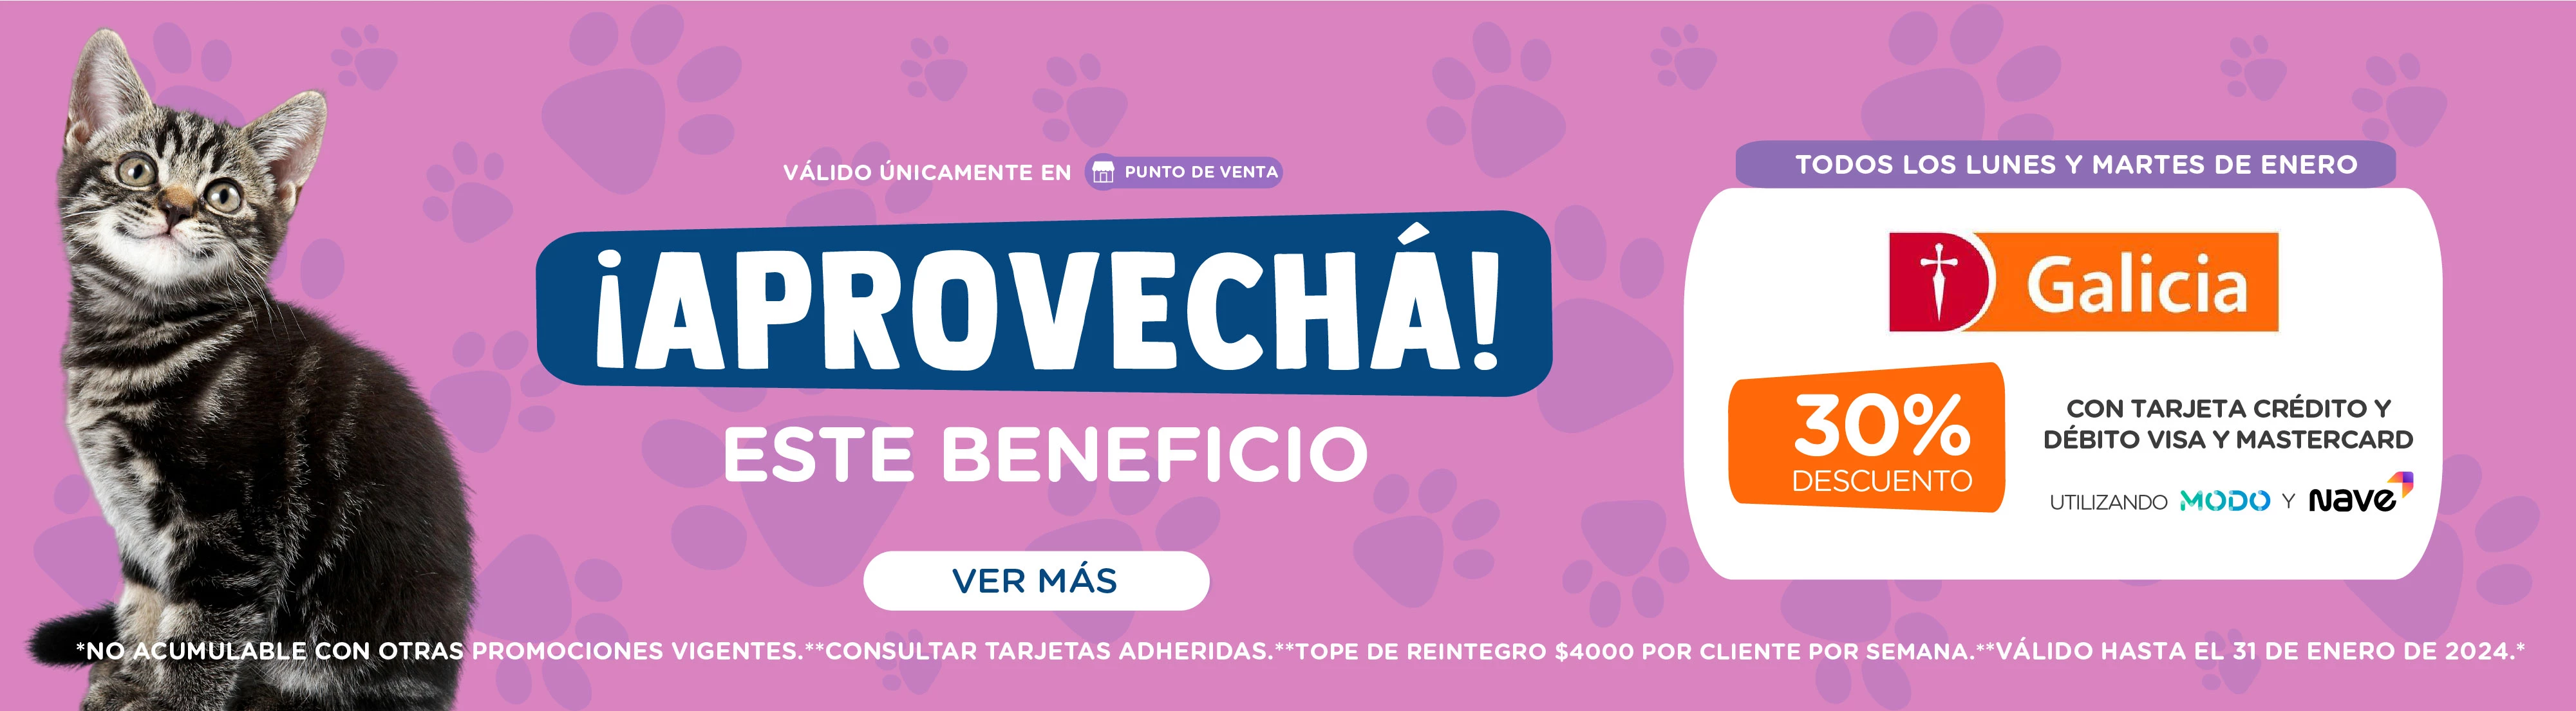 VÁLIDO ÚNICAMENTE EN PUNTO DE VENTA
¡APROVECHÁ!
ESTE BENEFICIO
VER MÁS
TODOS LOS LUNES Y MARTES DE ENERO
Galicia
30%
DESCUENTO
CON TARJETA CRÉDITO Y
DÉBITO VISA Y MASTERCARD
UTILIZANDO MODO Y Nave
*NO ACUMULABLE CON OTRAS PROMOCIONES VIGENTES.**CONSULTAR TARJETAS ADHERIDAS.**TOPE DE REINTEGRO $4000 POR CLIENTE POR SEMANA.**VÁLIDO HASTA EL 31 DE ENERO DE 2024.*